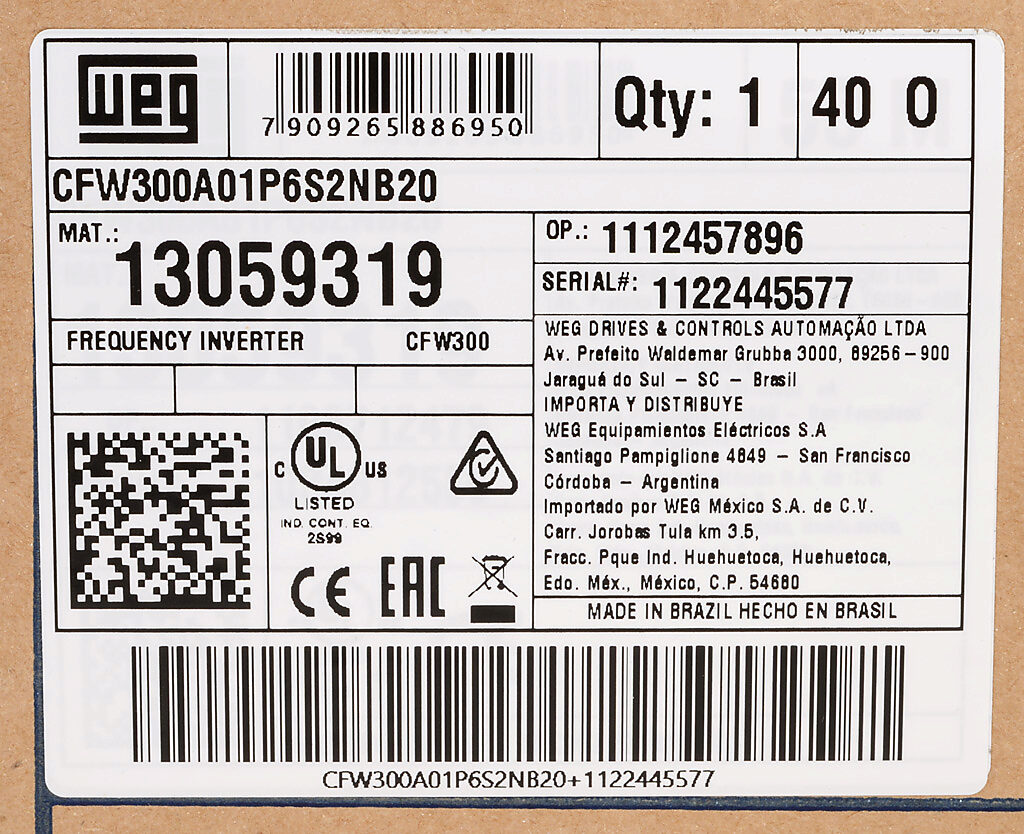 weg
7 909265 886950
Qty: 1
40 0
CFW300A01P6S2NB20
MAT.: 13059319
OP.: 1112457896
SERIAL#: 1122445577
FREQUENCY INVERTER CFW300
WEG DRIVES & CONTROLS AUTOMAÇÃO LTDA
Av. Prefeito Waldemar Grubba 3000, 89256-900
Jaraguá do Sul - SC - Brasil
IMPORTA Y DISTRIBUYE
WEG Equipamientos Eléctricos S.A
Santiago Pampiglione 4849 - San Francisco
Córdoba - Argentina
Importado por WEG México S.A. de C.V.
Carr. Jorobas Tula km 3.5,
Fracc. Pque Ind. Huehuetoca, Huehuetoca,
Edo. Méx., México, C.P. 54680
MADE IN BRAZIL HECHO EN BRASIL
C UL US
LISTED
IND. CONT. EQ.
2S99
CE EAC
CFW300A01P6S2NB20+1122445577